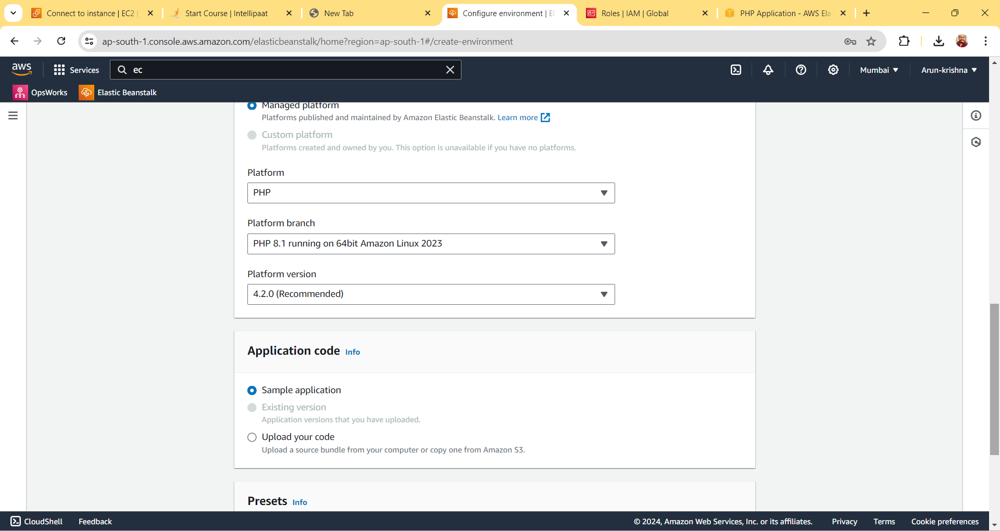 Connect to instance | EC2 |
Start Course | Intellipaat
New Tab
Configure environment | El
Roles | IAM | Global
PHP Application - AWS Ela
ap-south-1.console.aws.amazon.com/elasticbeanstalk/home?region=ap-south-1#/create-environment
aws
Services
ec
Mumbai
Arun-krishna
OpsWorks
Elastic Beanstalk
Managed platform
Platforms published and maintained by Amazon Elastic Beanstalk. Learn more
Custom platform
Platforms created and owned by you. This option is unavailable if you have no platforms.
Platform
PHP
Platform branch
PHP 8.1 running on 64bit Amazon Linux 2023
Platform version
4.2.0 (Recommended)
Application code Info
Sample application
Existing version
Application versions that you have uploaded.
Upload your code
Upload a source bundle from your computer or copy one from Amazon S3.
Presets Info
CloudShell
Feedback
© 2024, Amazon Web Services, Inc. or its affiliates.
Privacy
Terms
Cookie preferences